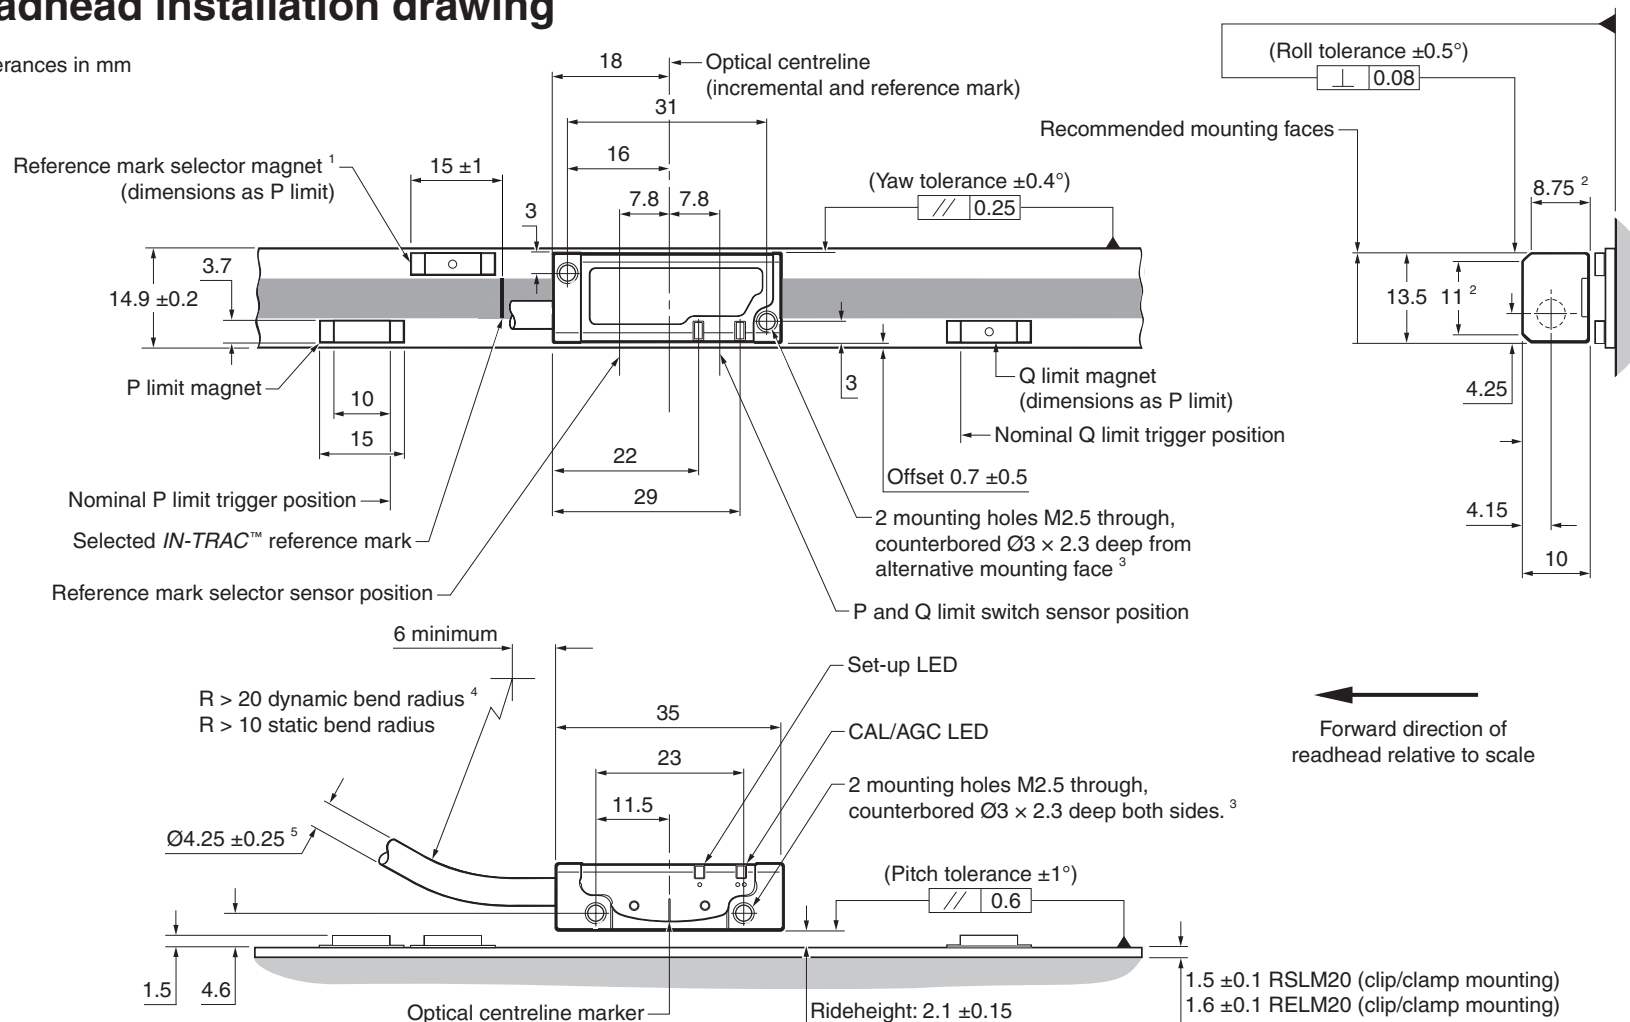 adhead installation drawing
erances in mm
18
Optical centreline
(incremental and reference mark)
(Roll tolerance ±0.5°)
⊥ 0.08
31
Recommended mounting faces
Reference mark selector magnet 1
(dimensions as P limit)
15 ±1
16
(Yaw tolerance ±0.4°)
// 0.25
8.75 2
3
7.8
7.8
3.7
14.9 ±0.2
13.5
11 2
P limit magnet
10
15
3
Q limit magnet
(dimensions as P limit)
4.25
Nominal Q limit trigger position
22
Offset 0.7 ±0.5
29
Nominal P limit trigger position
Selected IN-TRAC™ reference mark
2 mounting holes M2.5 through,
counterbored Ø3 × 2.3 deep from
alternative mounting face 3
4.15
10
Reference mark selector sensor position
P and Q limit switch sensor position
6 minimum
Set-up LED
R > 20 dynamic bend radius 4
R > 10 static bend radius
35
CAL/AGC LED
Forward direction of
readhead relative to scale
23
2 mounting holes M2.5 through,
counterbored Ø3 × 2.3 deep both sides. 3
11.5
Ø4.25 ±0.25 5
(Pitch tolerance ±1°)
// 0.6
1.5
4.6
1.5 ±0.1 RSLM20 (clip/clamp mounting)
1.6 ±0.1 RELM20 (clip/clamp mounting)
Optical centreline marker
Rideheight: 2.1 ±0.15